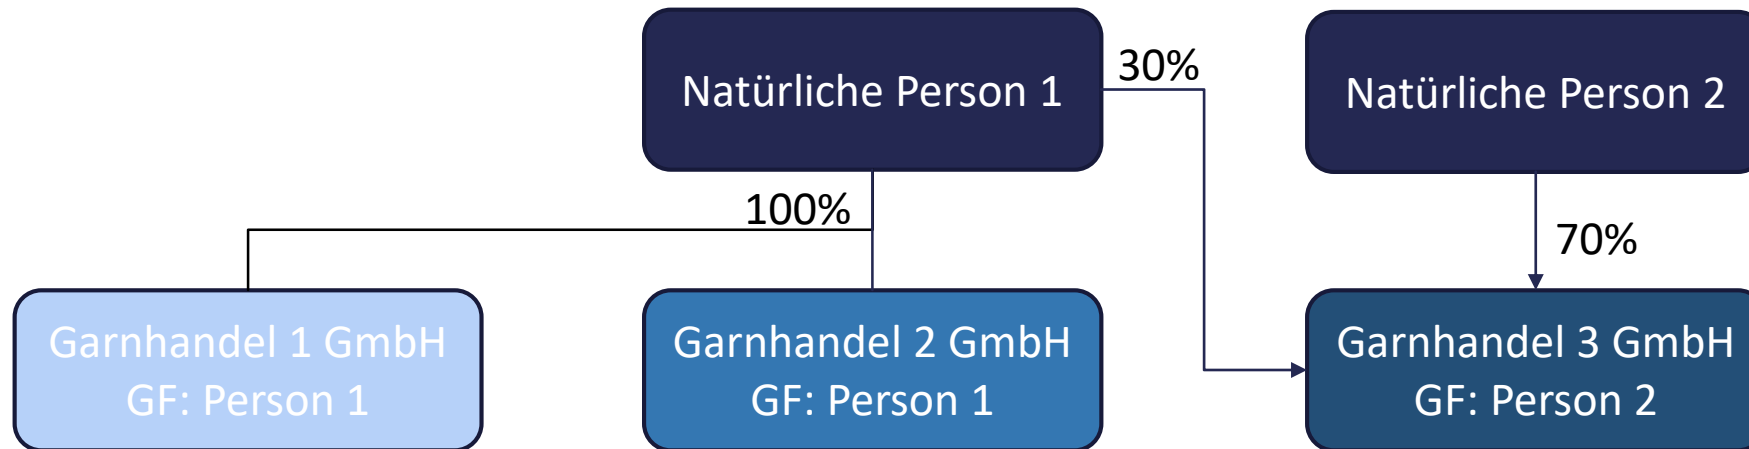 Natürliche Person 1
30%
Natürliche Person 2
100%
70%
Garnhandel 1 GmbH
GF: Person 1
Garnhandel 2 GmbH
GF: Person 1
Garnhandel 3 GmbH
GF: Person 2